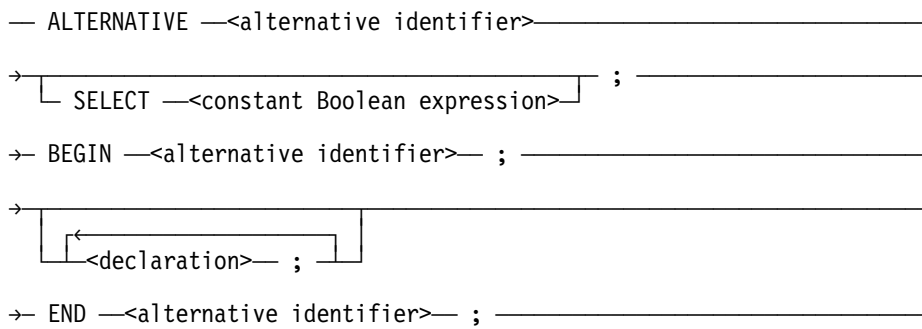 ALTERNATIVE <alternative identifier>
;
SELECT <constant Boolean expression>
BEGIN <alternative identifier> ;
<declaration> ;
END <alternative identifier> ;